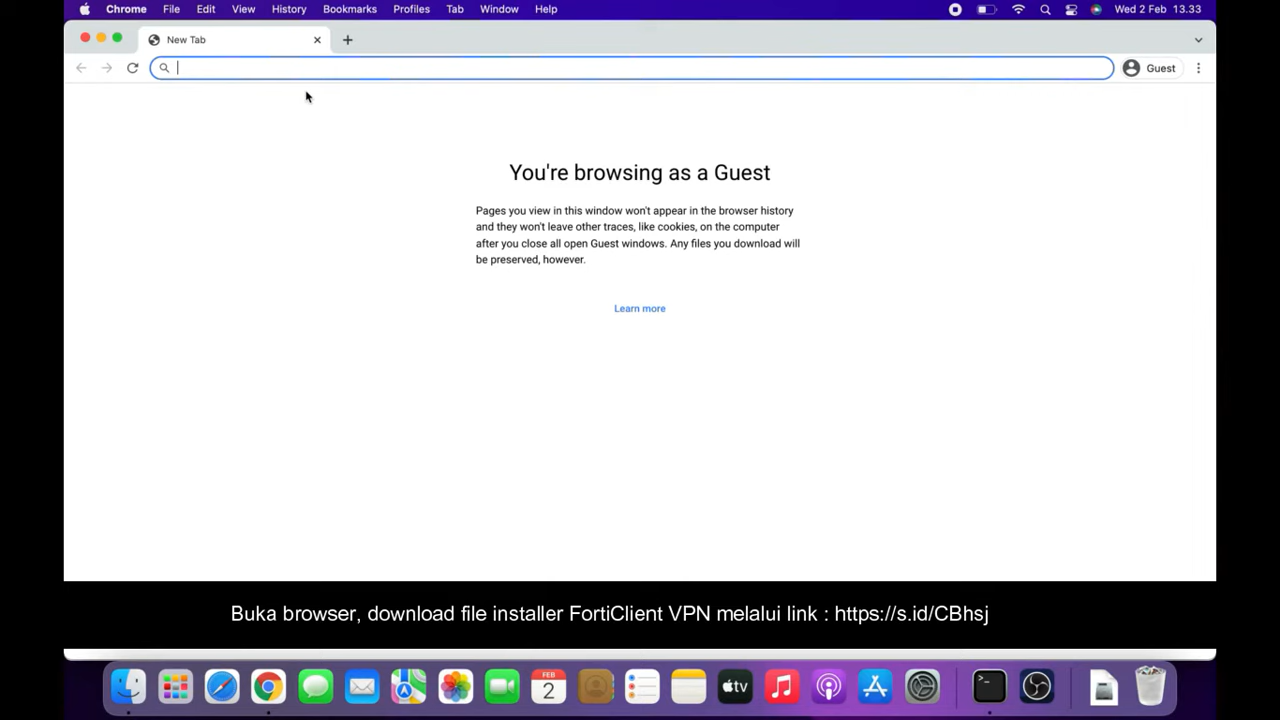 Chrome File Edit View History Bookmarks Profiles Tab Window Help Wed 2 Feb 13.33
New Tab
Guest
You're browsing as a Guest
Pages you view in this window won't appear in the browser history
and they won't leave other traces, like cookies, on the computer
after you close all open Guest windows. Any files you download will
be preserved, however.
Learn more
Buka browser, download file installer FortiClient VPN melalui link : https://s.id/CBhsj
FEB
2
tv
>_